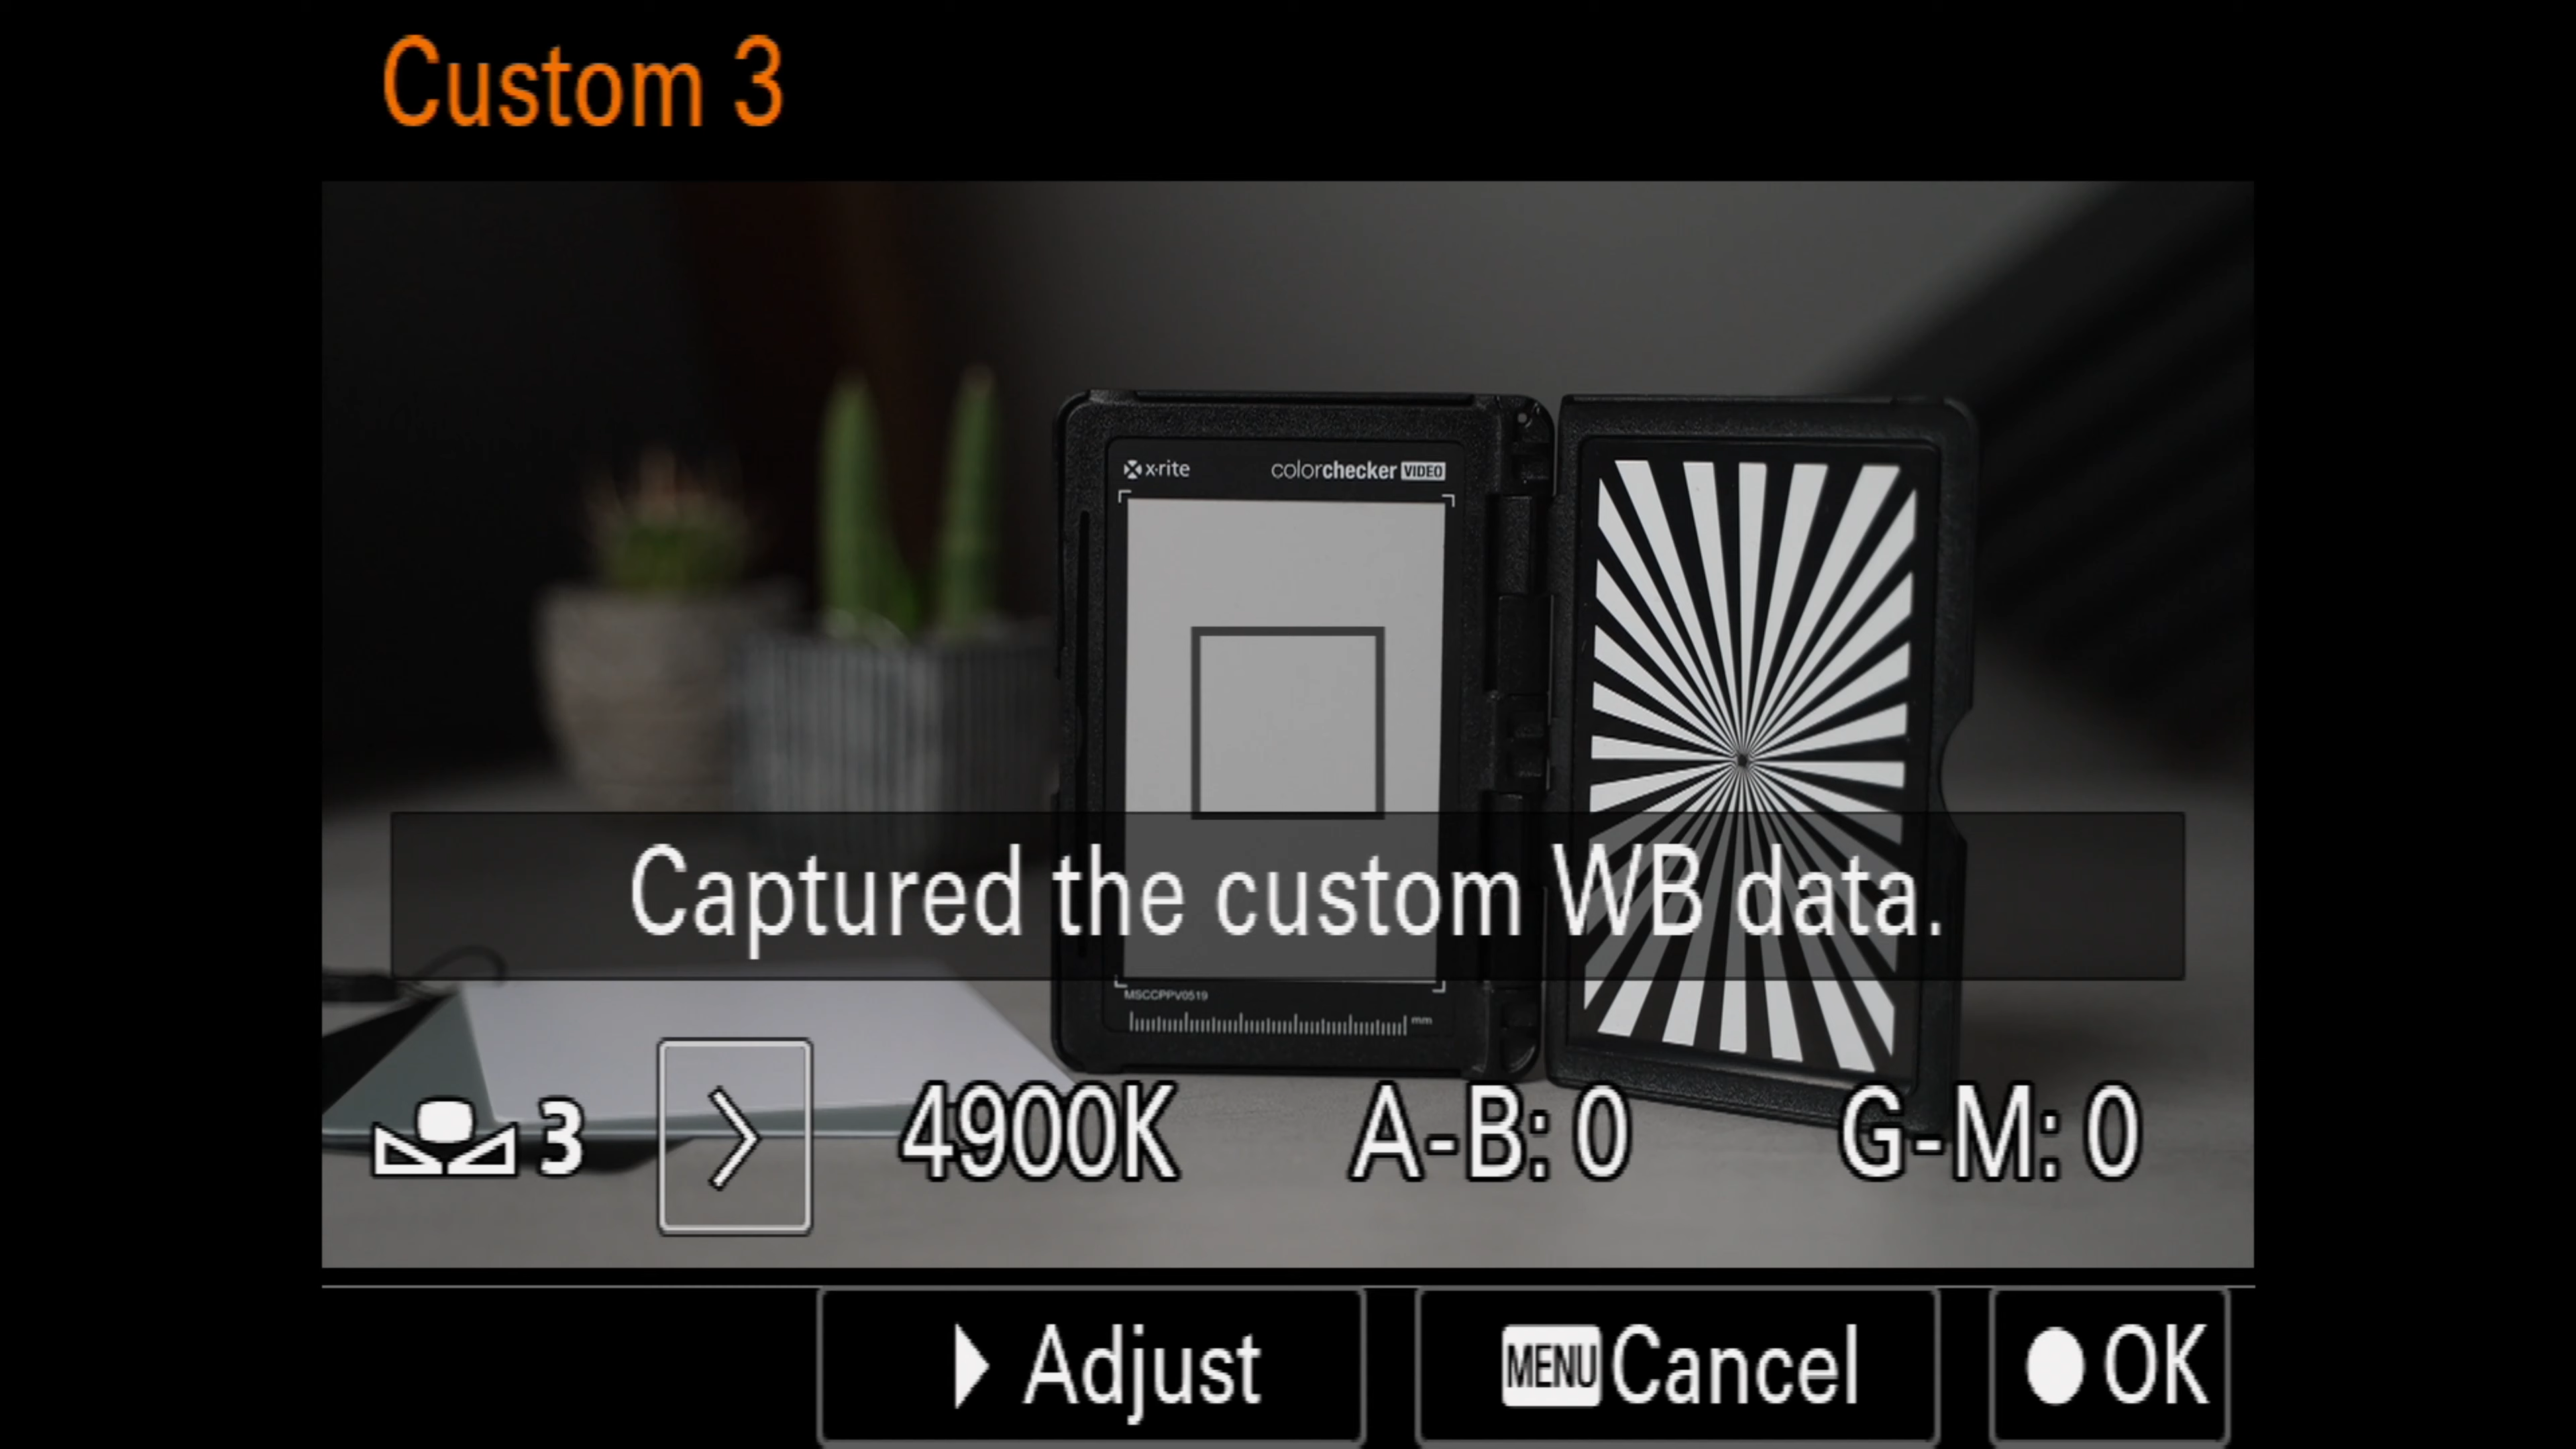 Custom 3
x·rite
colorchecker VIDEO
Captured the custom WB data.
MSCCPPV0519
mm
3
4900K
A-B: 0
G-M: 0
Adjust
MENU Cancel
OK